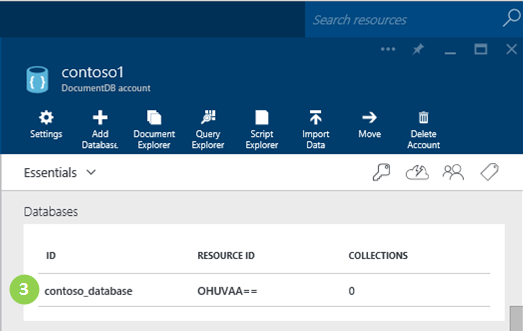 Search resources
contoso1
DocumentDB account
Settings
Add Database
Document Explorer
Query Explorer
Script Explorer
Import Data
Move
Delete Account
Essentials
Databases
ID RESOURCE ID COLLECTIONS
3 contoso_database OHUVAA== 0